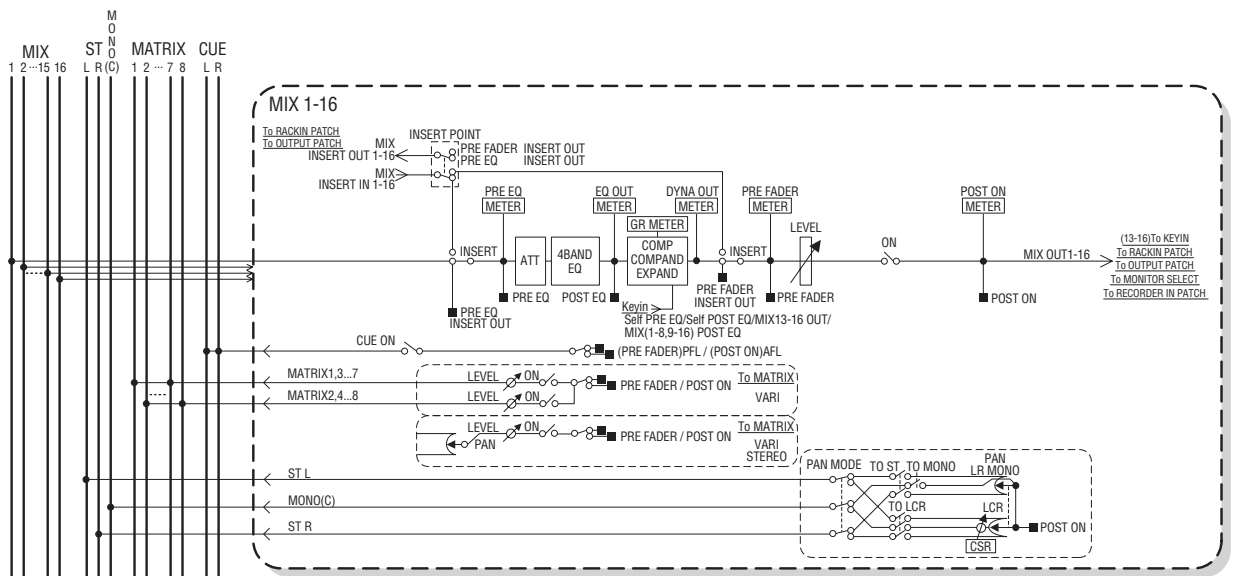 MONO(C)
MIX ST MATRIX CUE
1 2···15 16 L R 1 2 ··· 7 8 L R
MIX 1-16
To RACKIN PATCH
To OUTPUT PATCH
INSERT POINT
MIX
INSERT OUT 1-16
PRE FADER INSERT OUT
PRE EQ INSERT OUT
MIX
INSERT IN 1-16
PRE EQ
METER
EQ OUT
METER
DYNA OUT
METER
PRE FADER
METER
POST ON
METER
GR METER
LEVEL
INSERT
ATT
4BAND
EQ
COMP
COMPAND
EXPAND
INSERT
ON
MIX OUT1-16
(13-16)To KEYIN
To RACKIN PATCH
To OUTPUT PATCH
To MONITOR SELECT
To RECORDER IN PATCH
PRE EQ
INSERT OUT
PRE EQ
POST EQ
PRE FADER
INSERT OUT
PRE FADER
POST ON
Keyin
Self PRE EQ/Self POST EQ/MIX13-16 OUT/
MIX(1-8,9-16) POST EQ
CUE ON
(PRE FADER)PFL / (POST ON)AFL
MATRIX1,3...7
LEVEL
ON
PRE FADER / POST ON
To MATRIX
VARI
MATRIX2,4...8
LEVEL
ON
LEVEL
ON
PAN
PRE FADER / POST ON
To MATRIX
VARI
STEREO
ST L
PAN MODE
TO ST
TO MONO
PAN
LR MONO
MONO(C)
TO LCR
LCR
ST R
CSR
POST ON